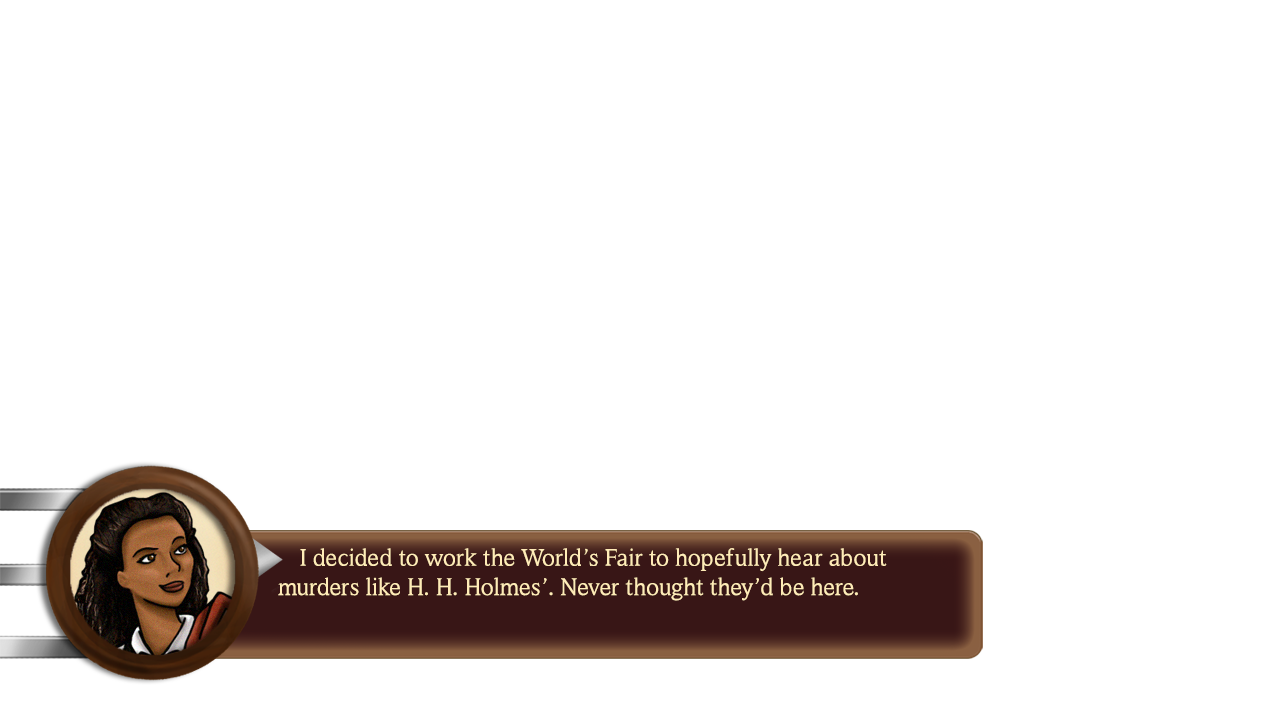 I decided to work the World’s Fair to hopefully hear about
murders like H. H. Holmes’. Never thought they’d be here.